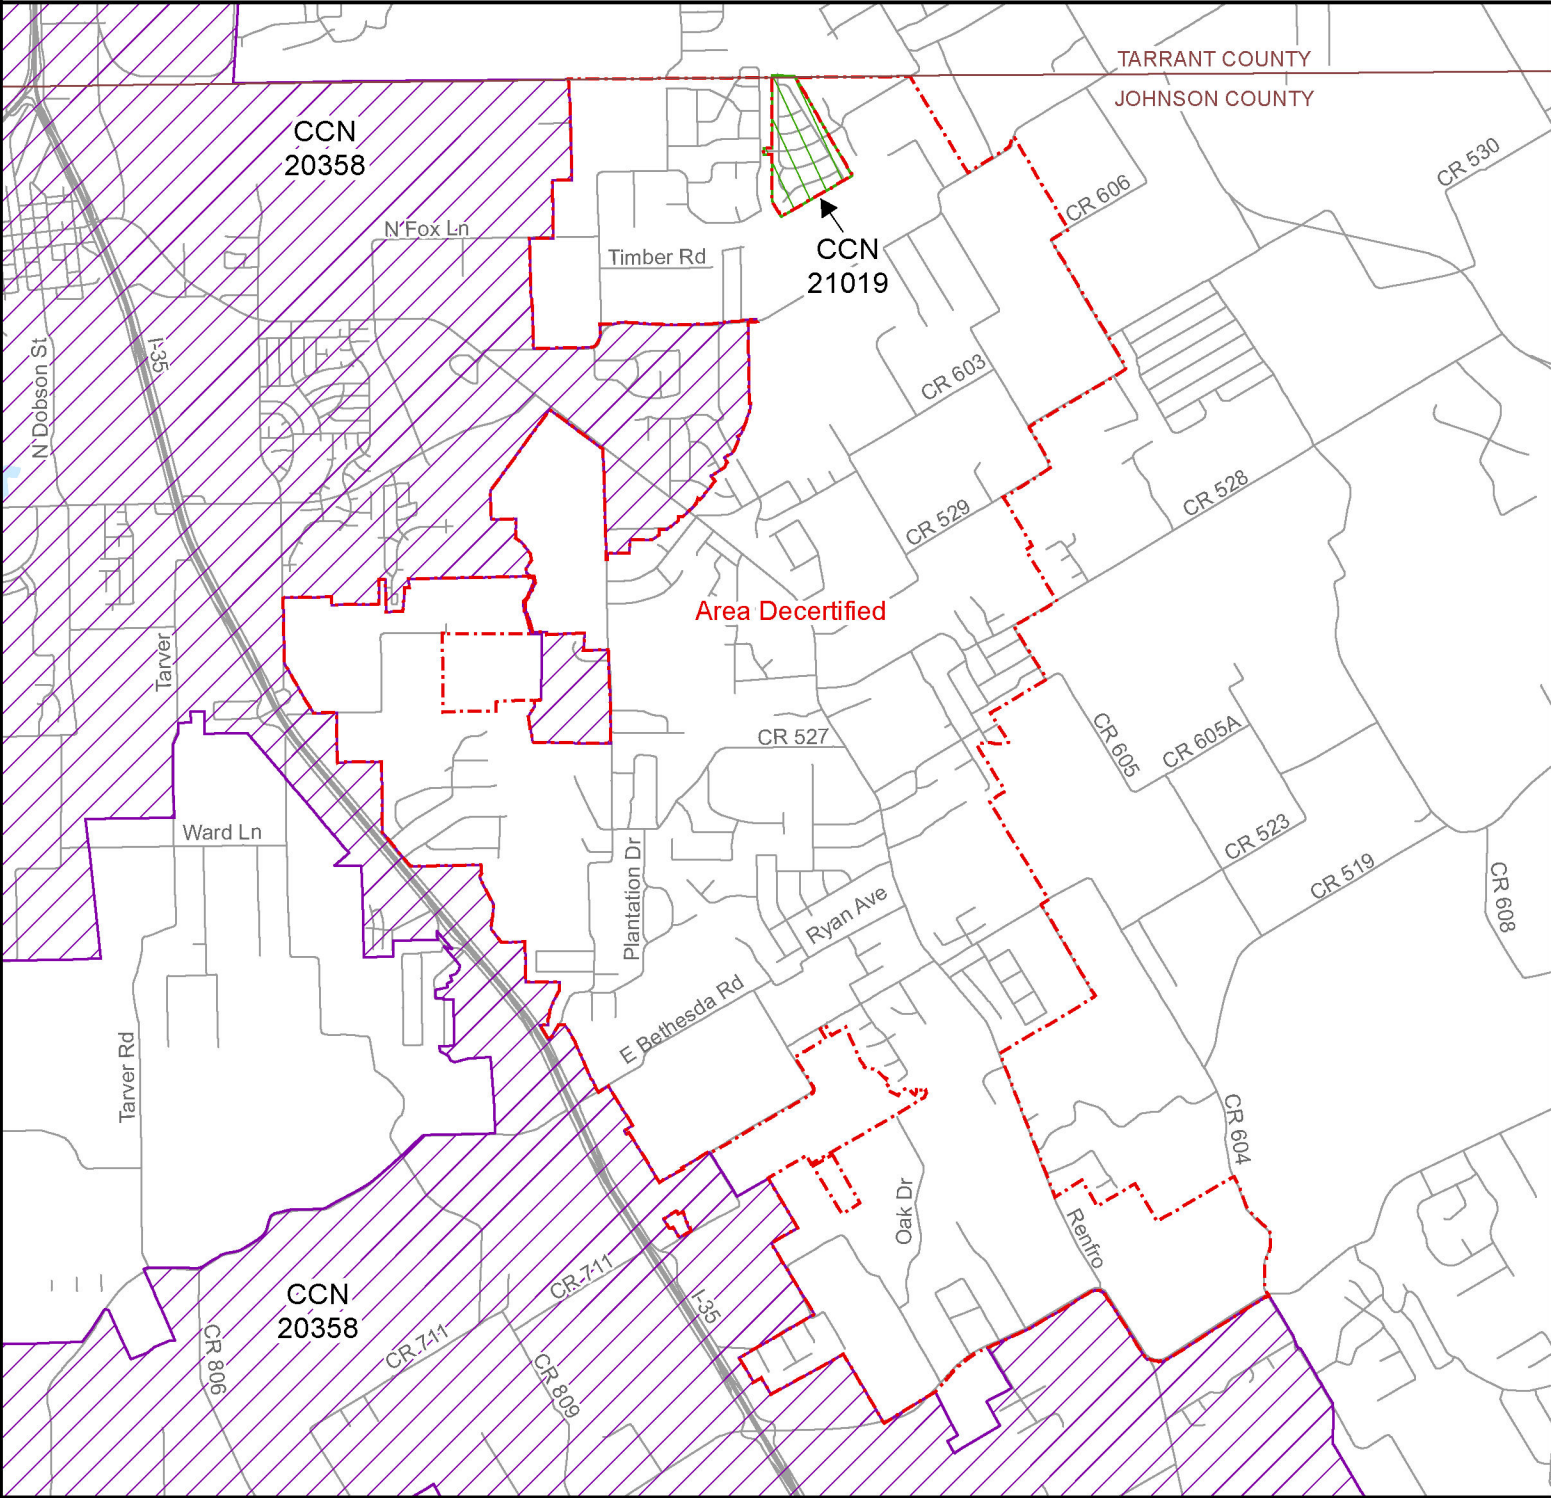 TARRANT COUNTY
JOHNSON COUNTY
CCN
20358
CR 530
CR 606
N Fox Ln
CCN
21019
Timber Rd
I-35
N Dobson St
CR 603
CR 528
CR 529
Area Decertified
Tarver
CR 527
CR 605
CR 605A
Ward Ln
CR 523
CR 519
CR 608
Plantation Dr
Ryan Ave
E Bethesda Rd
Tarver Rd
CR 604
Oak Dr
Renfro
CR 711
CCN
20358
I-35
CR 711
CR 806
CR 809